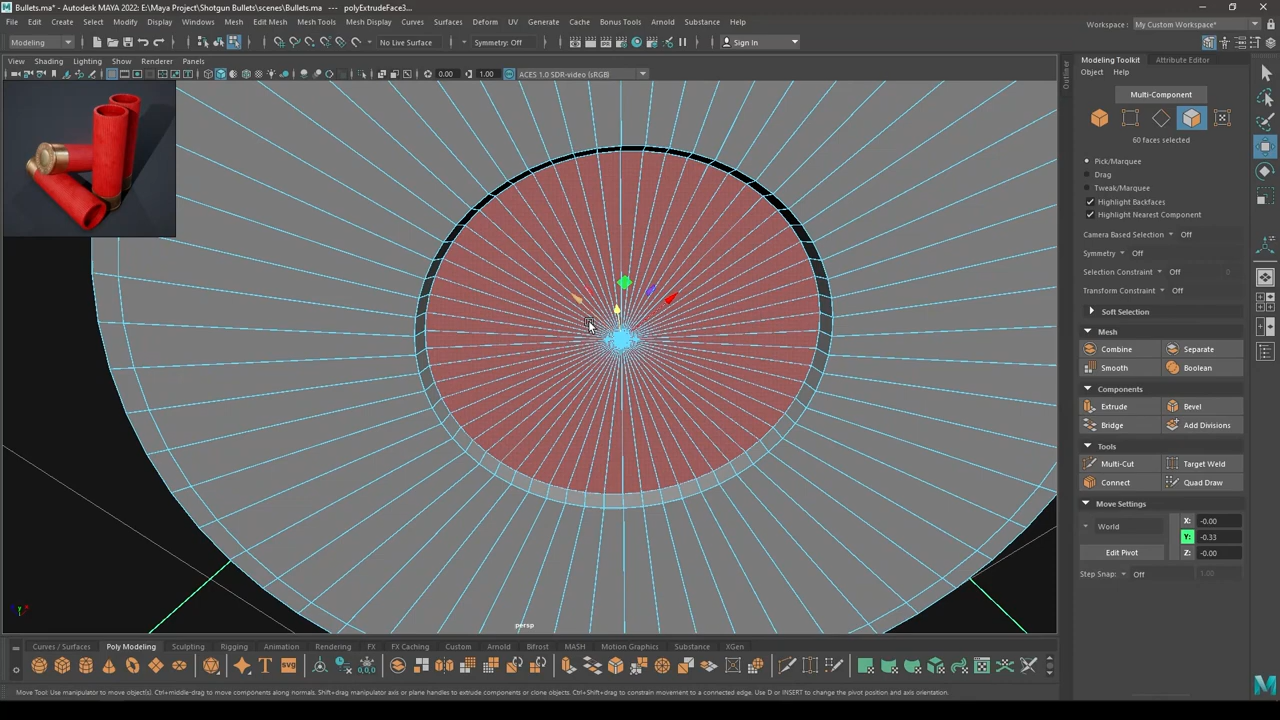 Bullets.ma* - Autodesk MAYA 2022: E:\Maya Project\Shotgun Bullets\scenes\Bullets.ma --- polyExtrudeFace3...
File Edit Create Select Modify Display Windows Mesh Edit Mesh Mesh Tools Mesh Display Curves Surfaces Deform UV Generate Cache Bonus Tools Arnold Substance Help
Workspace : My Custom Workspace*
Modeling
No Live Surface
Symmetry: Off
Sign In
View Shading Lighting Show Renderer Panels
0.00
1.00
ACES 1.0 SDR-video (sRGB)
Outliner
Modeling Toolkit Attribute Editor
Object Help
Multi-Component
60 faces selected
Pick/Marquee
Drag
Tweak/Marquee
Highlight Backfaces
Highlight Nearest Component
Camera Based Selection Off
Symmetry Off
Selection Constraint Off 0
Transform Constraint Off
Soft Selection
Mesh
Combine Separate
Smooth Boolean
Components
Extrude Bevel
Bridge Add Divisions
Tools
Multi-Cut Target Weld
Connect Quad Draw
Move Settings
World X: -0.00
Y: -0.33
Edit Pivot Z: -0.00
Step Snap: Off 1.00
persp
Curves / Surfaces Poly Modeling Sculpting Rigging Animation Rendering FX FX Caching Custom Arnold Bifrost MASH Motion Graphics Substance XGen
Move Tool: Use manipulator to move object(s). Ctrl+middle-drag to move components along normals. Shift+drag manipulator axis or plane handles to extrude components or clone objects. Ctrl+Shift+drag to constrain movement to a connected edge. Use D or INSERT to change the pivot position and axis orientation.